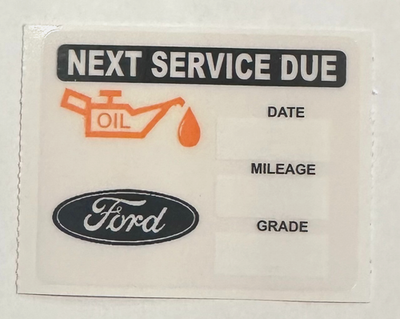 NEXT SERVICE DUE
OIL
DATE
MILEAGE
Ford
GRADE